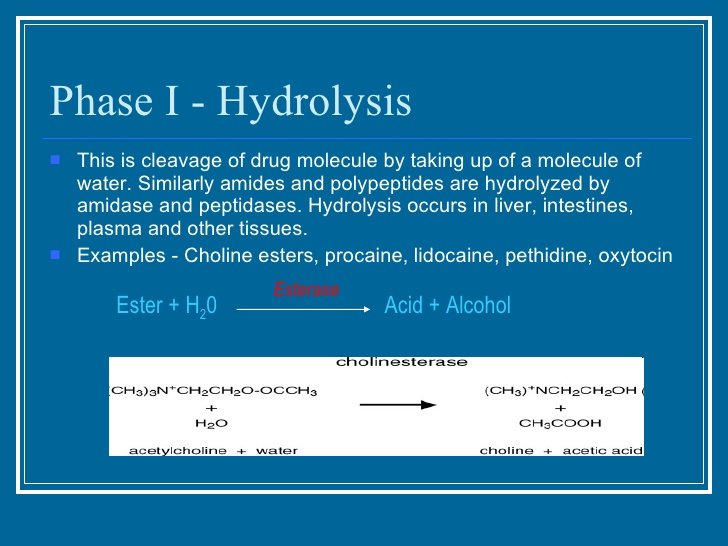 Phase I - Hydrolysis
This is cleavage of drug molecule by taking up of a molecule of
water. Similarly amides and polypeptides are hydrolyzed by
amidase and peptidases. Hydrolysis occurs in liver, intestines,
plasma and other tissues.
Examples - Choline esters, procaine, lidocaine, pethidine, oxytocin
Esterase
Ester + H₂0 Acid + Alcohol
cholinesterase
(CH₃)₃N⁺CH₂CH₂O-OCCH₃ (CH₃)⁺NCH₂CH₂OH (
+ +
H₂O CH₃COOH
acetylcholine + water choline + acetic acid